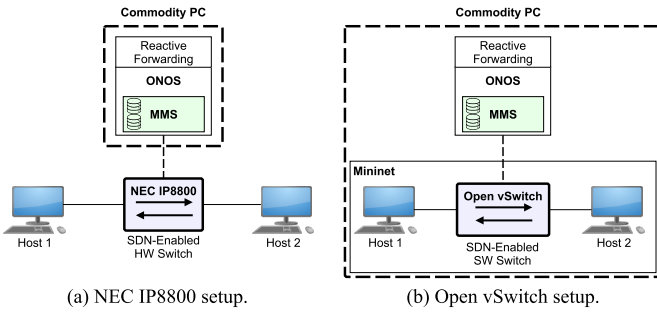 Commodity PC
Reactive
Forwarding
ONOS
MMS
NEC IP8800
Host 1
SDN-Enabled
HW Switch
Host 2
(a) NEC IP8800 setup.
Commodity PC
Reactive
Forwarding
ONOS
MMS
Mininet
Open vSwitch
Host 1
SDN-Enabled
SW Switch
Host 2
(b) Open vSwitch setup.